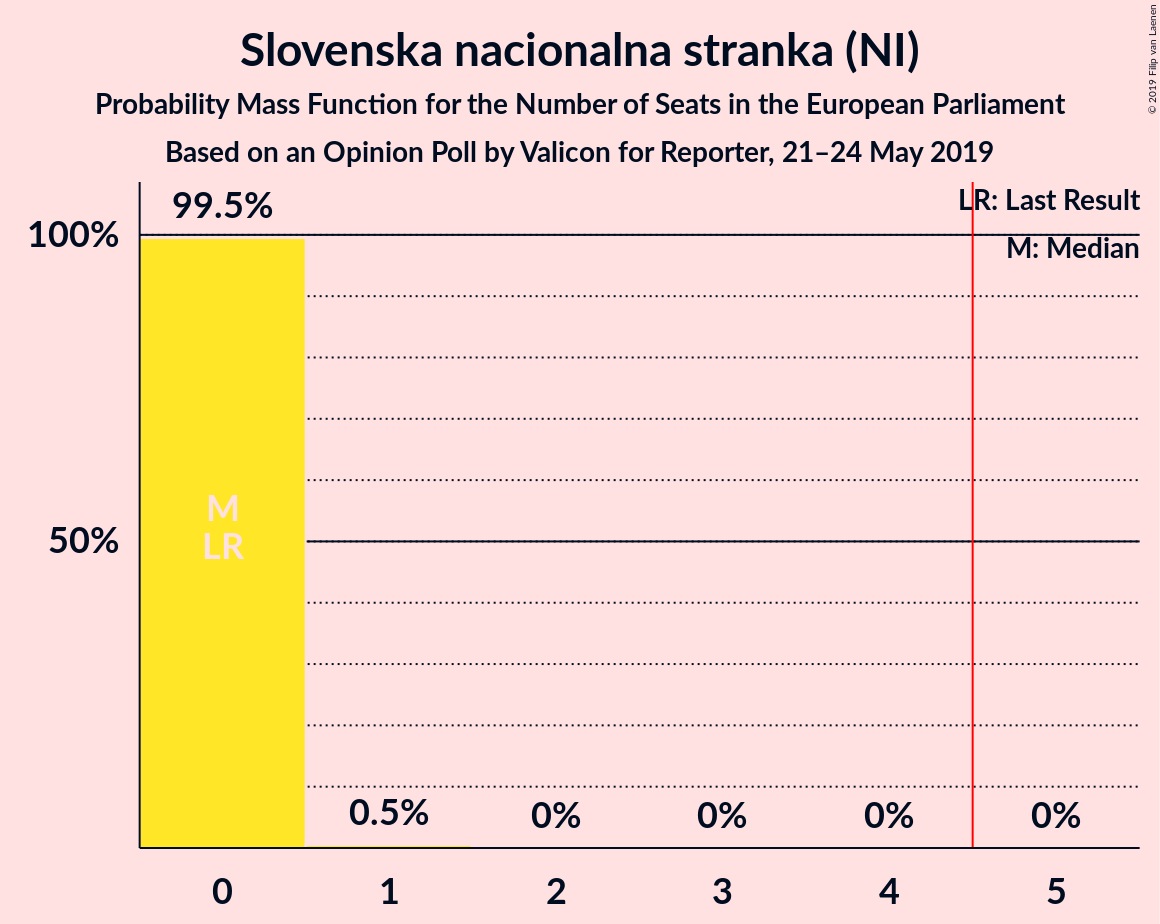 Slovenska nacionalna stranka (NI)
Probability Mass Function for the Number of Seats in the European Parliament
Based on an Opinion Poll by Valicon for Reporter, 21–24 May 2019
© 2019 Filip van Laenen
LR: Last Result
M: Median
99.5%
100%
M
LR
50%
0.5%
0%
0%
0%
0%
0
1
2
3
4
5